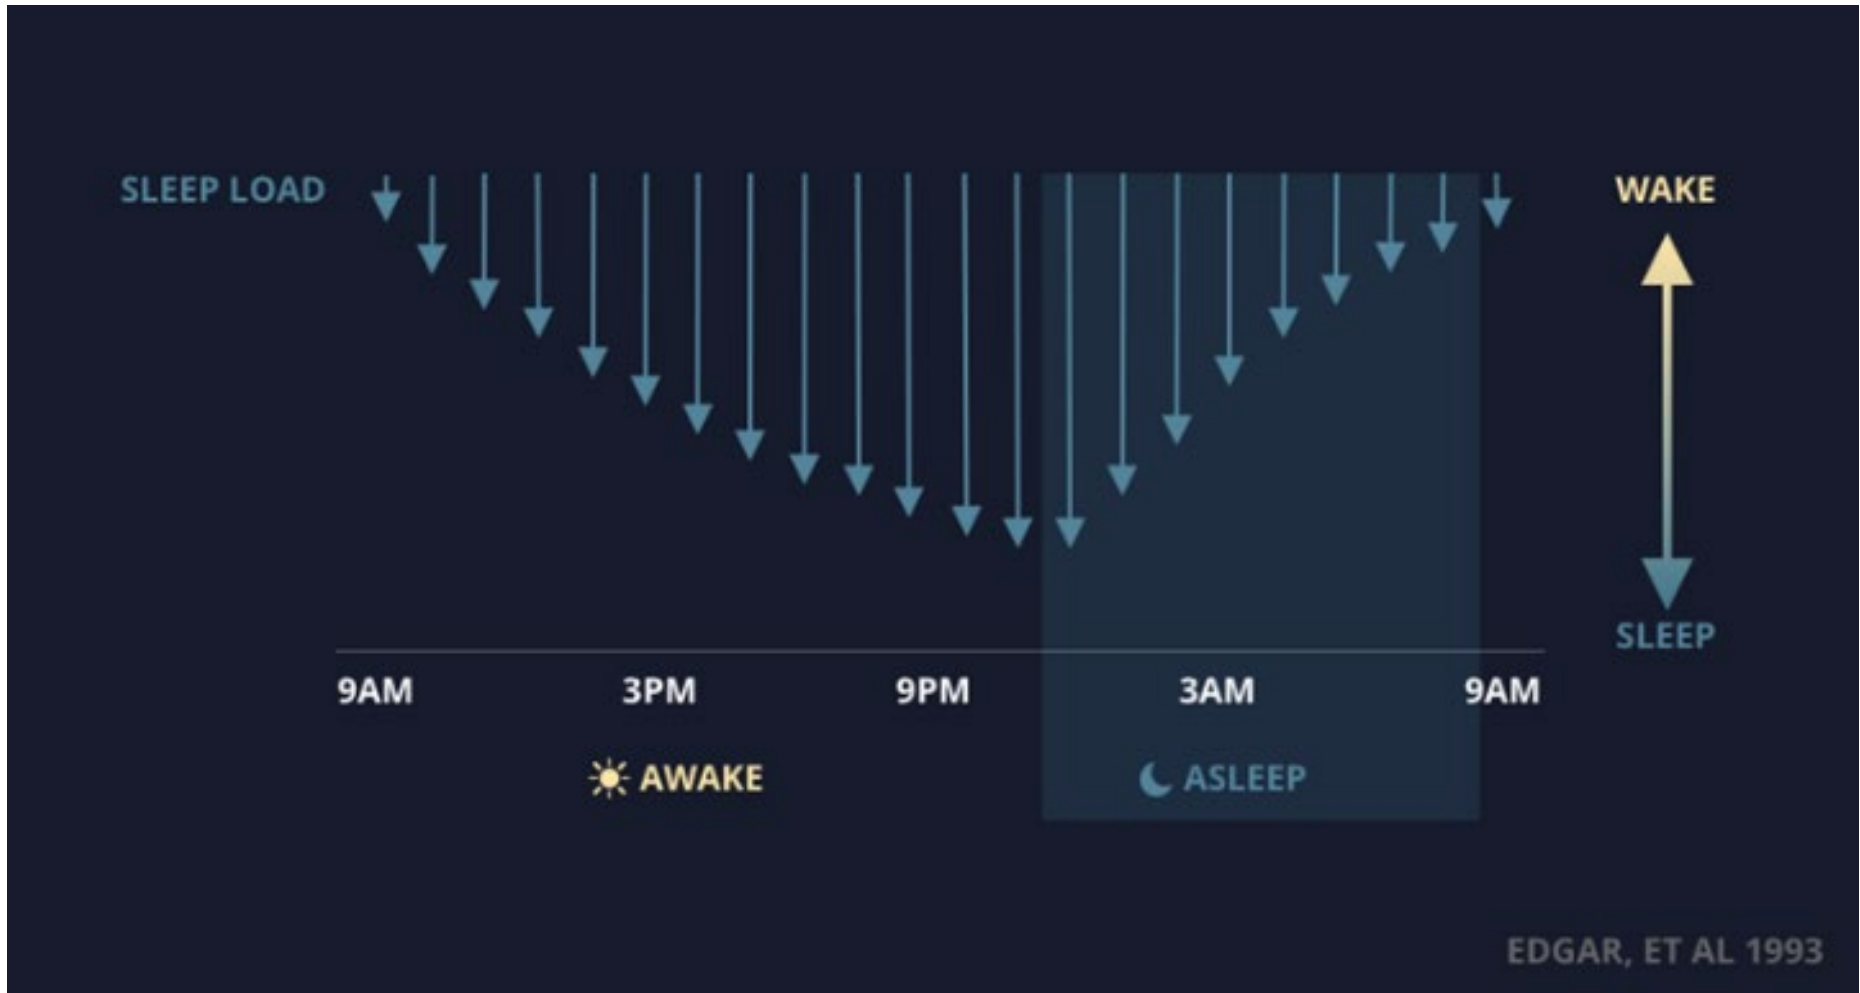 SLEEP LOAD
WAKE
SLEEP
9AM 3PM 9PM 3AM 9AM
AWAKE ASLEEP
EDGAR, ET AL 1993